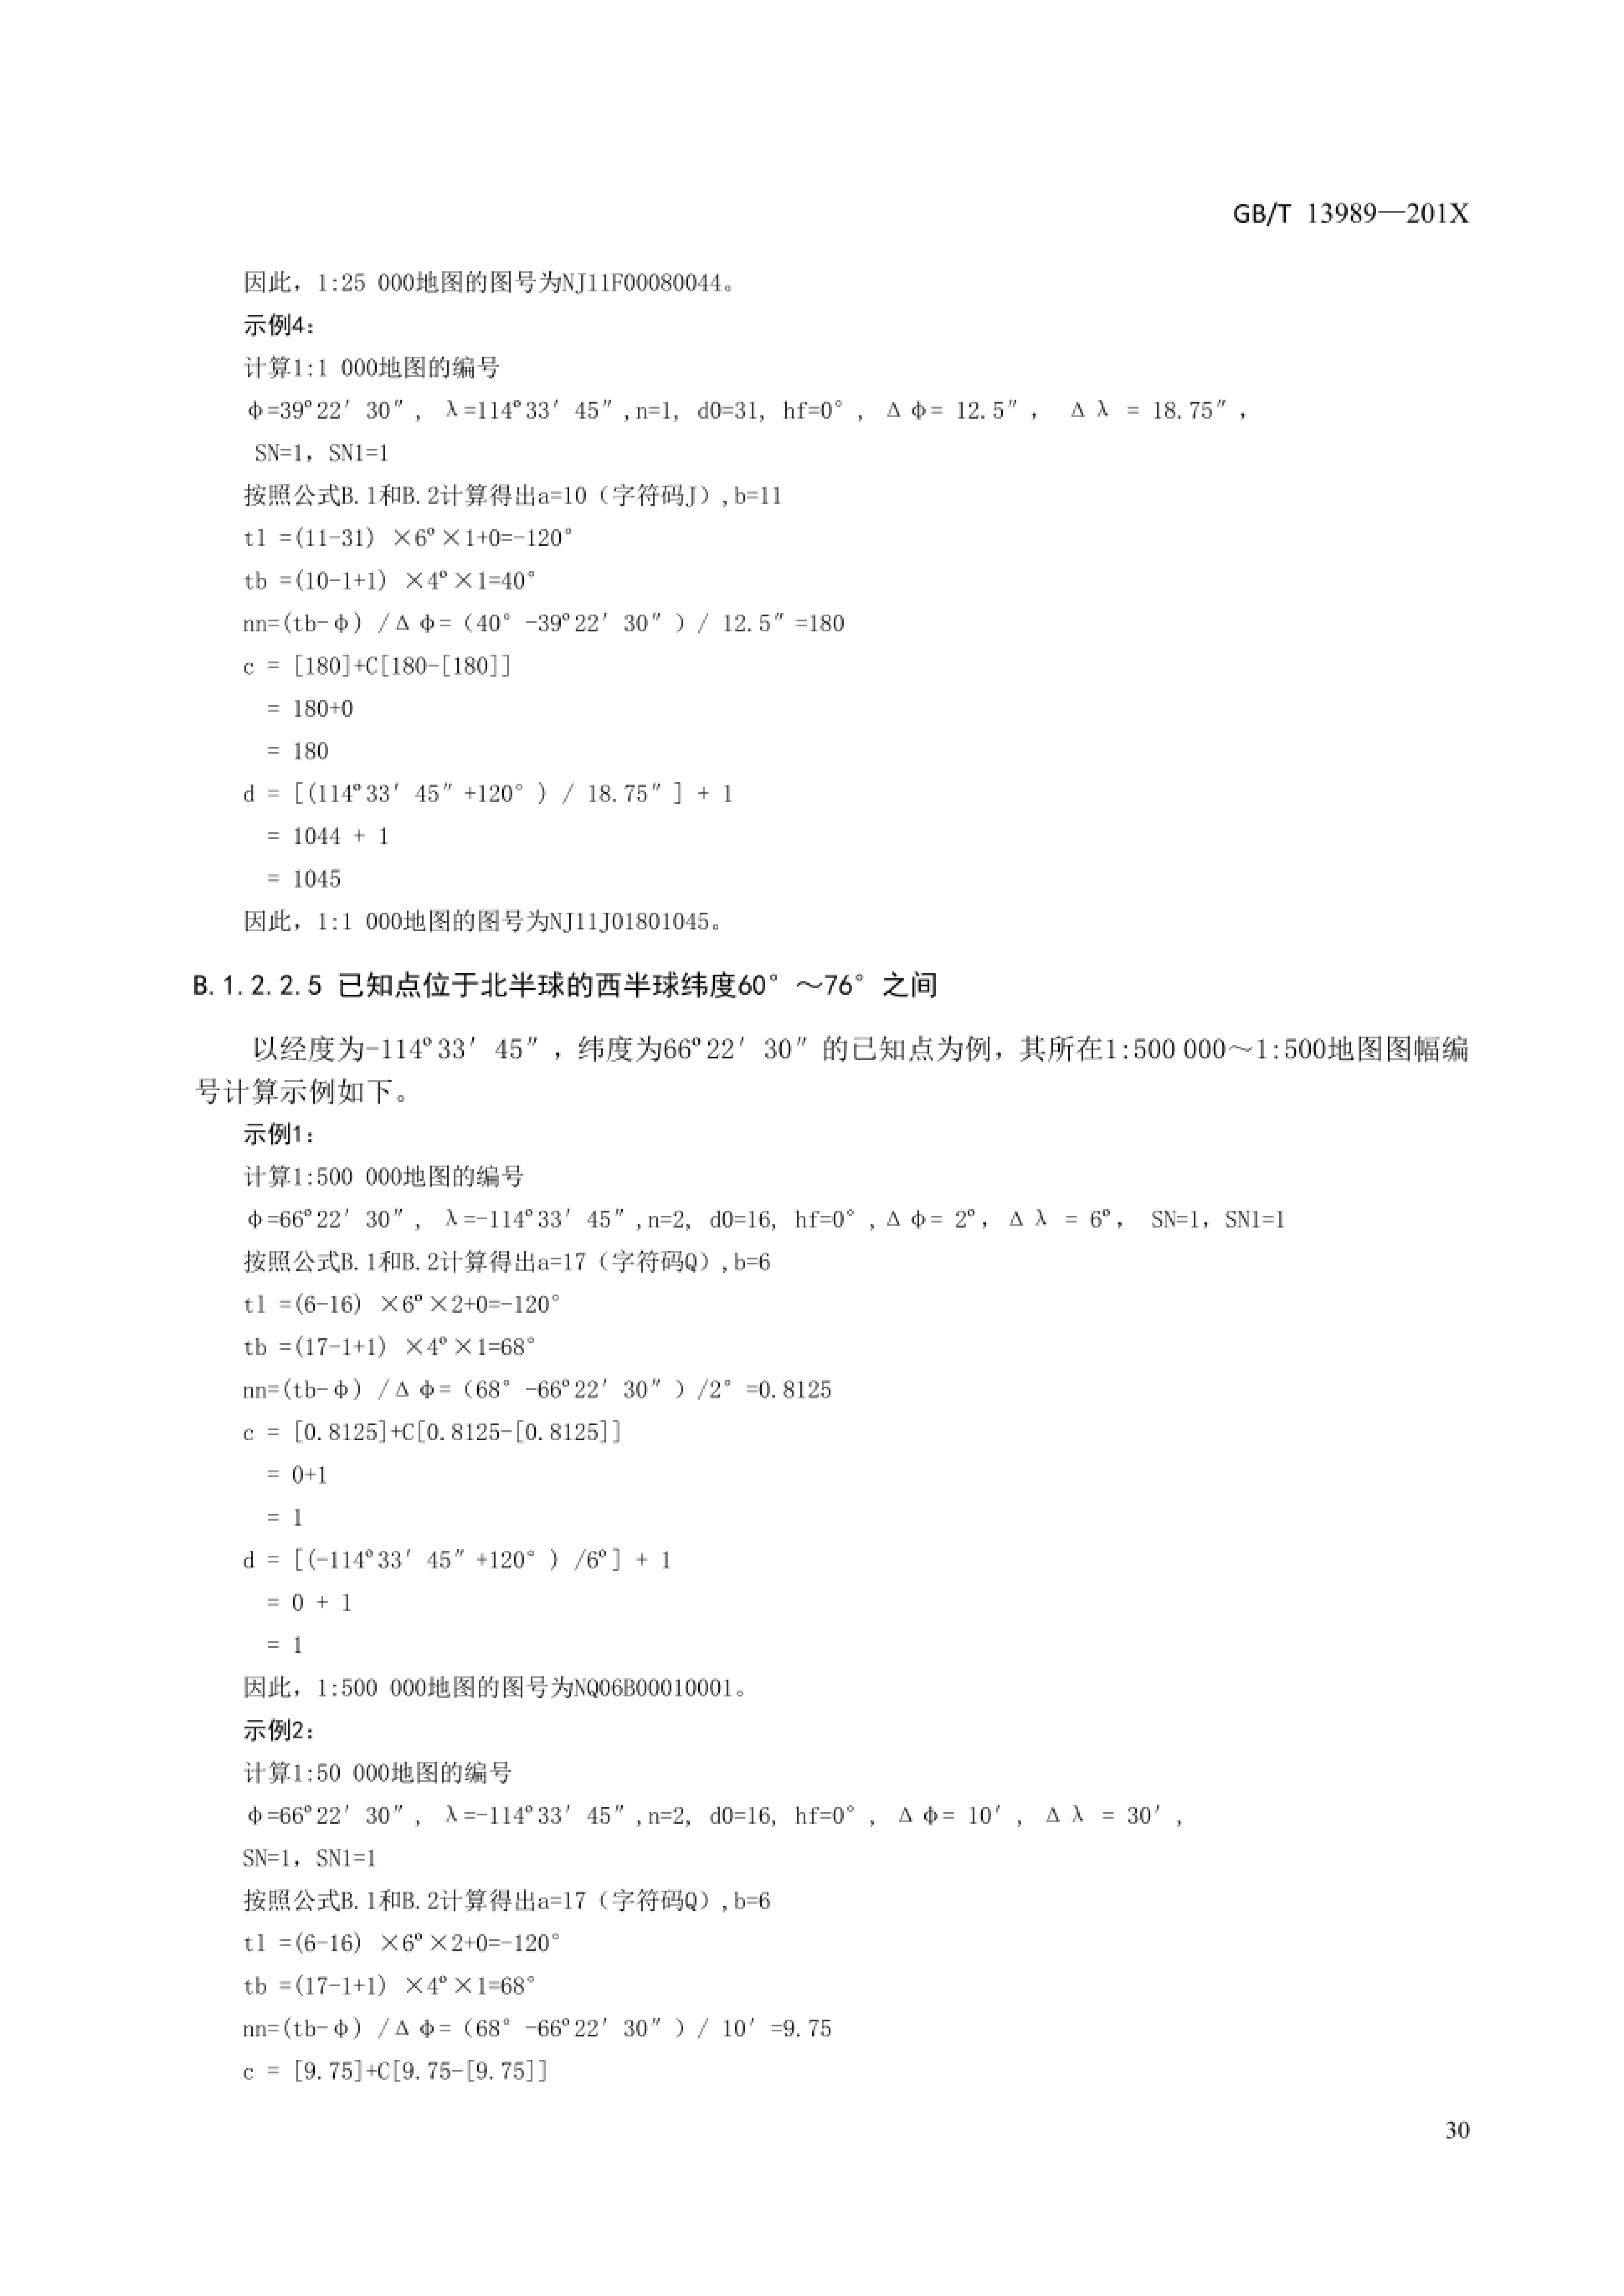 GB/T 13989—201X
因此，1:25 000地图的图号为NJ11F00080044。
示例4：
计算1:1 000地图的编号
φ=39º22′30″, λ=114º33′45″,n=1, d0=31, hf=0°, Δφ= 12.5″, Δλ = 18.75″,
SN=1, SN1=1
按照公式B.1和B.2计算得出a=10（字符码J）,b=11
tl =(11-31) ×6º×1+0=-120°
tb =(10-1+1) ×4º×1=40°
nn=(tb-φ) /Δφ=（40°-39º22′30″）/ 12.5″=180
c = [180]+C[180-[180]]
= 180+0
= 180
d = [(114º33′45″+120°) / 18.75″] + 1
= 1044 + 1
= 1045
因此，1:1 000地图的图号为NJ11J01801045。
B.1.2.2.5 已知点位于北半球的西半球纬度60°～76°之间
以经度为-114º33′45″，纬度为66º22′30″的已知点为例，其所在1:500 000～1:500地图图幅编
号计算示例如下。
示例1：
计算1:500 000地图的编号
φ=66º22′30″, λ=-114º33′45″,n=2, d0=16, hf=0°,Δφ= 2º, Δλ = 6º, SN=1, SN1=1
按照公式B.1和B.2计算得出a=17（字符码Q）,b=6
tl =(6-16) ×6º×2+0=-120°
tb =(17-1+1) ×4º×1=68°
nn=(tb-φ) /Δφ=（68°-66º22′30″）/2°=0.8125
c = [0.8125]+C[0.8125-[0.8125]]
= 0+1
= 1
d = [(-114º33′45″+120°) /6º] + 1
= 0 + 1
= 1
因此，1:500 000地图的图号为NQ06B00010001。
示例2：
计算1:50 000地图的编号
φ=66º22′30″, λ=-114º33′45″,n=2, d0=16, hf=0°, Δφ= 10′, Δλ = 30′,
SN=1, SN1=1
按照公式B.1和B.2计算得出a=17（字符码Q）,b=6
tl =(6-16) ×6º×2+0=-120°
tb =(17-1+1) ×4º×1=68°
nn=(tb-φ) /Δφ=（68°-66º22′30″）/ 10′=9.75
c = [9.75]+C[9.75-[9.75]]
30